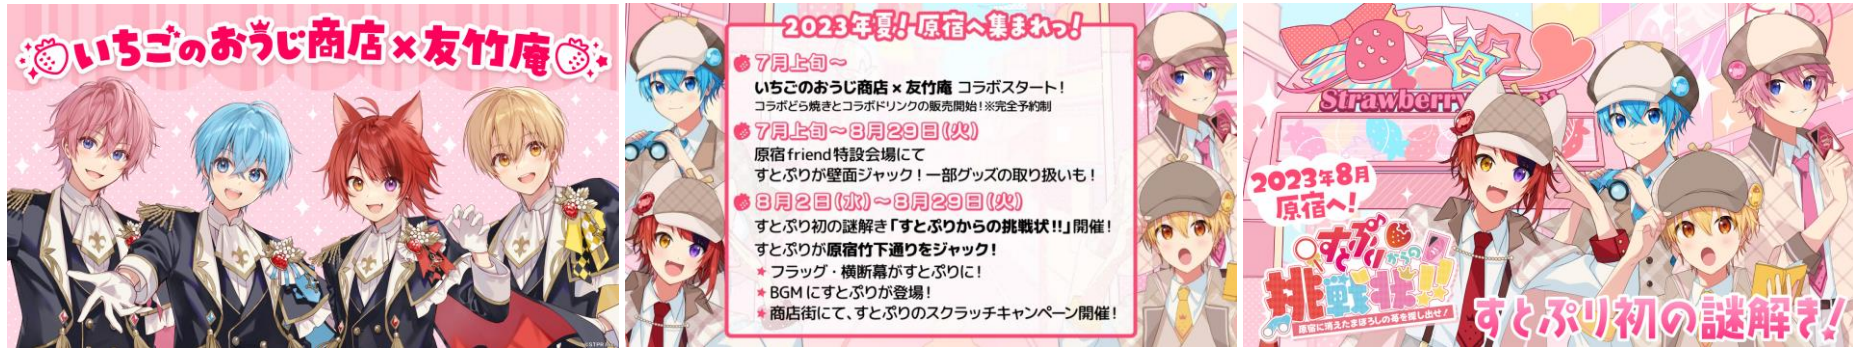 いちごのおうじ商店×友竹庵
2023年夏！原宿へ集まれっ！
7月上旬～
いちごのおうじ商店×友竹庵 コラボスタート！
コラボどら焼きとコラボドリンクの販売開始！※完全予約制
7月上旬～8月29日（火）
原宿friend特設会場にて
すとぷりが壁面ジャック！一部グッズの取り扱いも！
8月2日（水）～8月29日（火）
すとぷり初の謎解き「すとぷりからの挑戦状!!」開催！
すとぷりが原宿竹下通りをジャック！
★フラッグ・横断幕がすとぷりに！
★BGMにすとぷりが登場！
★商店街にて、すとぷりのスクラッチキャンペーン開催！
Strawberry
2023年8月
原宿へ！
すとぷり
からの
挑戦状!!
原宿に消えたまぼろしの苺を探し出せ！
すとぷり初の謎解き！